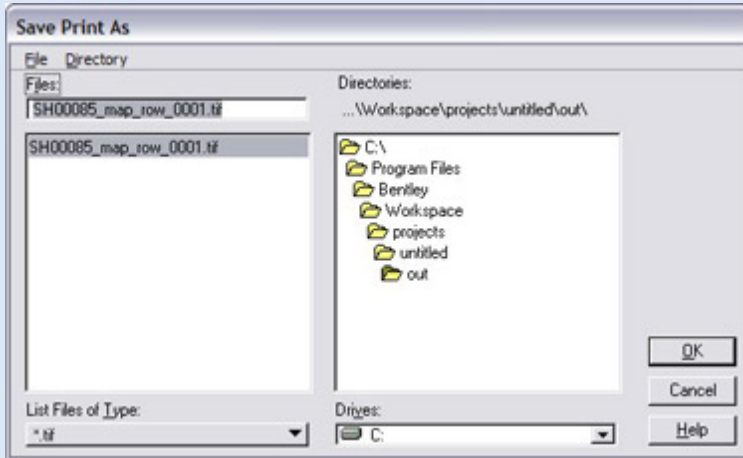 Save Print As
File Directory
Files:
SH00085_map_row_0001.tif
SH00085_map_row_0001.tif
List Files of Type:
*.tif
Directories:
...\Workspace\projects\untitled\out\
C:\
Program Files
Bentley
Workspace
projects
untitled
out
Drives:
C:
OK
Cancel
Help